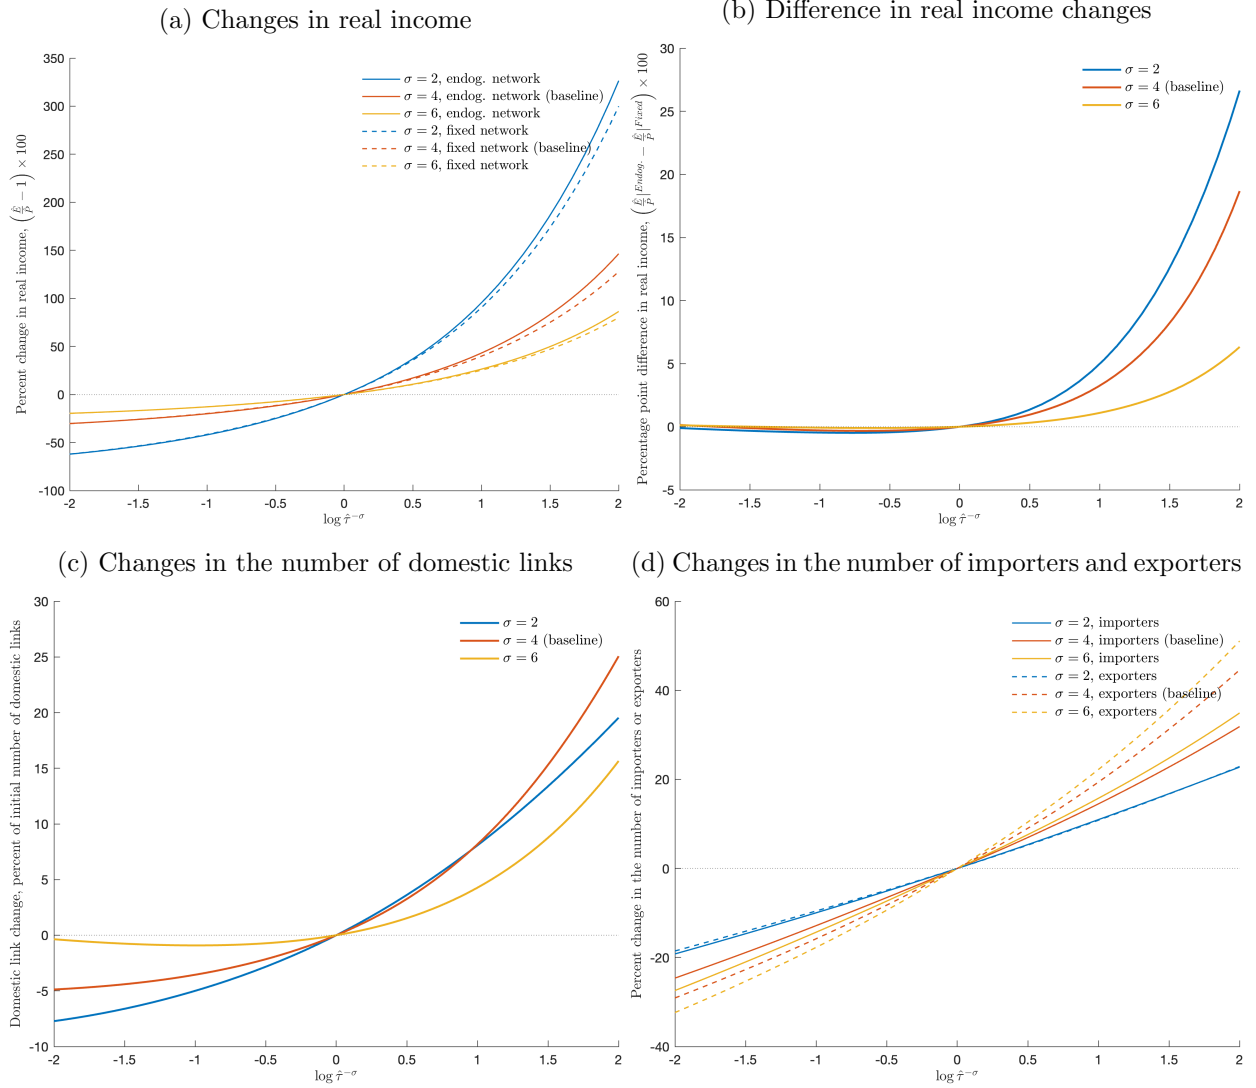 (a) Changes in real income
350
300
250
200
150
100
50
0
-50
-100
-2 -1.5 -1 -0.5 0 0.5 1 1.5 2
Percent change in real income, (Ê/P̂ − 1) × 100
log τ̂^{−σ}
σ = 2, endog. network
σ = 4, endog. network (baseline)
σ = 6, endog. network
σ = 2, fixed network
σ = 4, fixed network (baseline)
σ = 6, fixed network
(b) Difference in real income changes
30
25
20
15
10
5
0
-5
-2 -1.5 -1 -0.5 0 0.5 1 1.5 2
Percentage point difference in real income, (Ê/P̂|^{Endog.} − Ê/P̂|^{Fixed}) × 100
log τ̂^{−σ}
σ = 2
σ = 4 (baseline)
σ = 6
(c) Changes in the number of domestic links
30
25
20
15
10
5
0
-5
-10
-2 -1.5 -1 -0.5 0 0.5 1 1.5 2
Domestic link change, percent of initial number of domestic links
log τ̂^{−σ}
σ = 2
σ = 4 (baseline)
σ = 6
(d) Changes in the number of importers and exporters
60
40
20
0
-20
-40
-2 -1.5 -1 -0.5 0 0.5 1 1.5 2
Percent change in the number of importers or exporters
log τ̂^{−σ}
σ = 2, importers
σ = 4, importers (baseline)
σ = 6, importers
σ = 2, exporters
σ = 4, exporters (baseline)
σ = 6, exporters